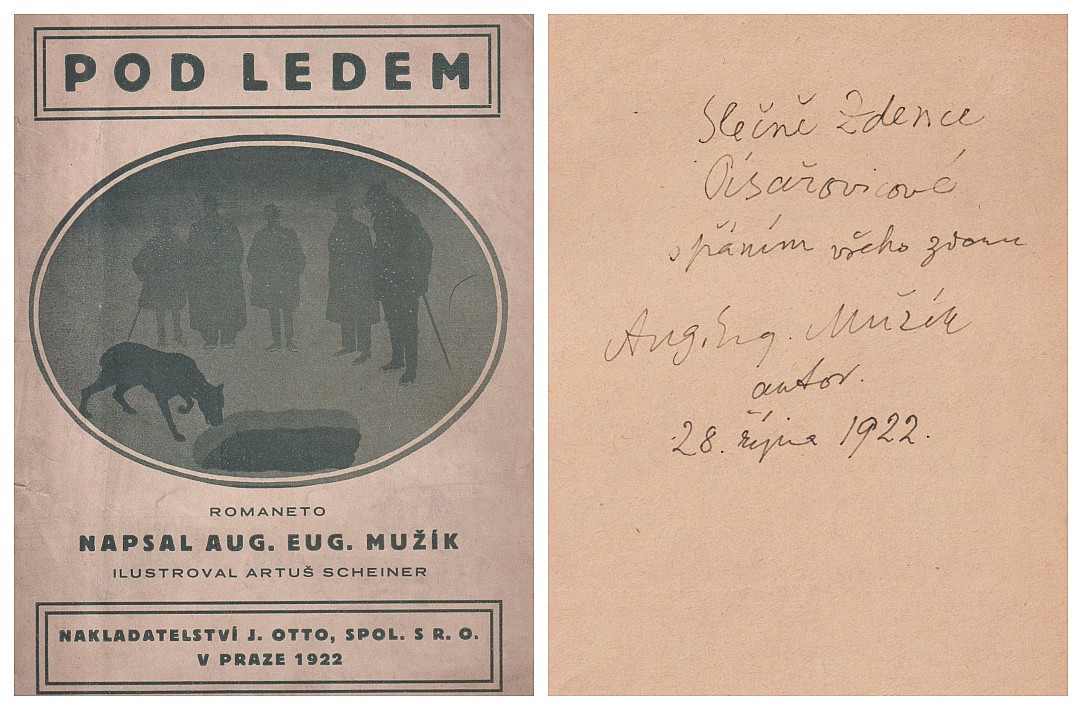 POD LEDEM
ROMANETO
NAPSAL AUG. EUG. MUŽÍK
ILUSTROVAL ARTUŠ SCHEINER
NAKLADATELSTVÍ J. OTTO, SPOL. S R. O.
V PRAZE 1922
Slečně Zdence
Písařovicové
s přáním všeho zdaru
Aug. Eug. Mužík
autor.
28. října 1922.